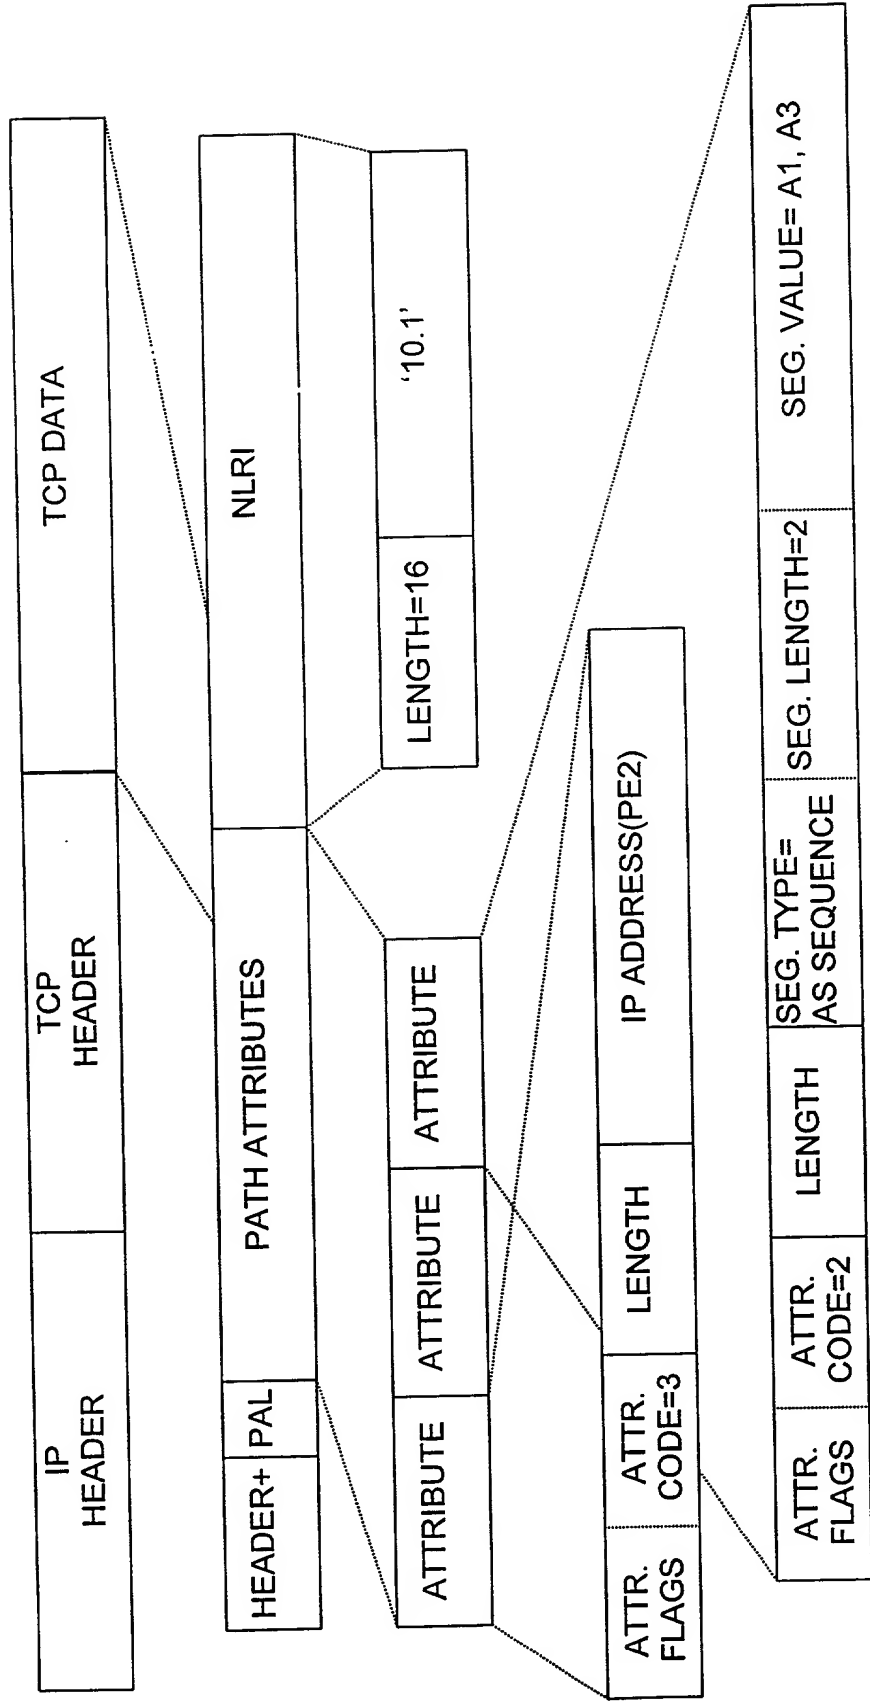 IP
HEADER
TCP
HEADER
TCP DATA
HEADER+
PAL
PATH ATTRIBUTES
NLRI
ATTRIBUTE
ATTRIBUTE
ATTRIBUTE
LENGTH=16
‘10.1’
ATTR.
FLAGS
ATTR.
CODE=3
LENGTH
IP ADDRESS(PE2)
ATTR.
FLAGS
ATTR.
CODE=2
LENGTH
SEG. TYPE=
AS SEQUENCE
SEG. LENGTH=2
SEG. VALUE= A1, A3